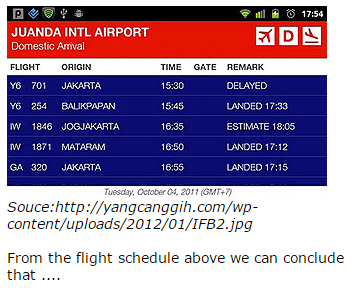 17:54
JUANDA INTL AIRPORT
Domestic Arrival
D
FLIGHT ORIGIN TIME GATE REMARK
Y6 701 JAKARTA 15:30 DELAYED
Y6 254 BALIKPAPAN 15:45 LANDED 17:33
IW 1846 JOGJAKARTA 16:35 ESTIMATE 18:05
IW 1871 MATARAM 16:50 LANDED 17:12
GA 320 JAKARTA 16:55 LANDED 17:15
Tuesday, October 04, 2011 (GMT+7)
Souce:http://yangcanggih.com/wp-
content/uploads/2012/01/IFB2.jpg
From the flight schedule above we can conclude
that ....